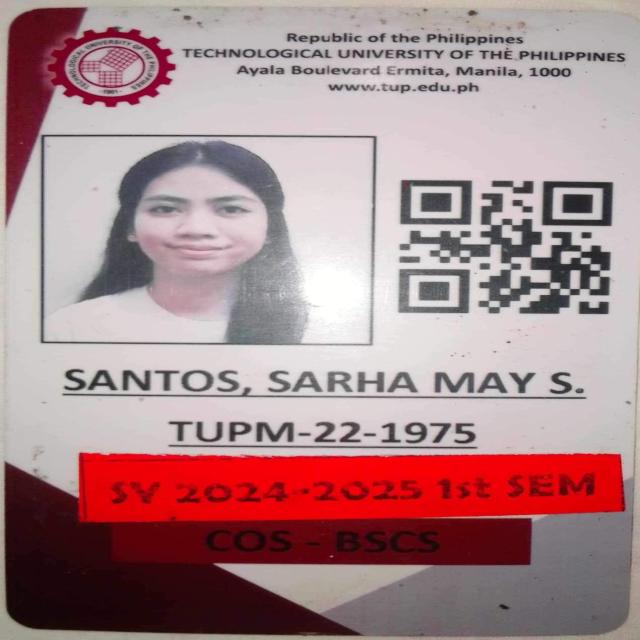 Republic of the Philippines
TECHNOLOGICAL UNIVERSITY OF THE PHILIPPINES
Ayala Boulevard Ermita, Manila, 1000
www.tup.edu.ph
TECHNOLOGICAL UNIVERSITY OF THE PHILIPPINES
-1901-
SANTOS, SARHA MAY S.
TUPM-22-1975
SY 2024-2025 1st SEM
COS - BSCS